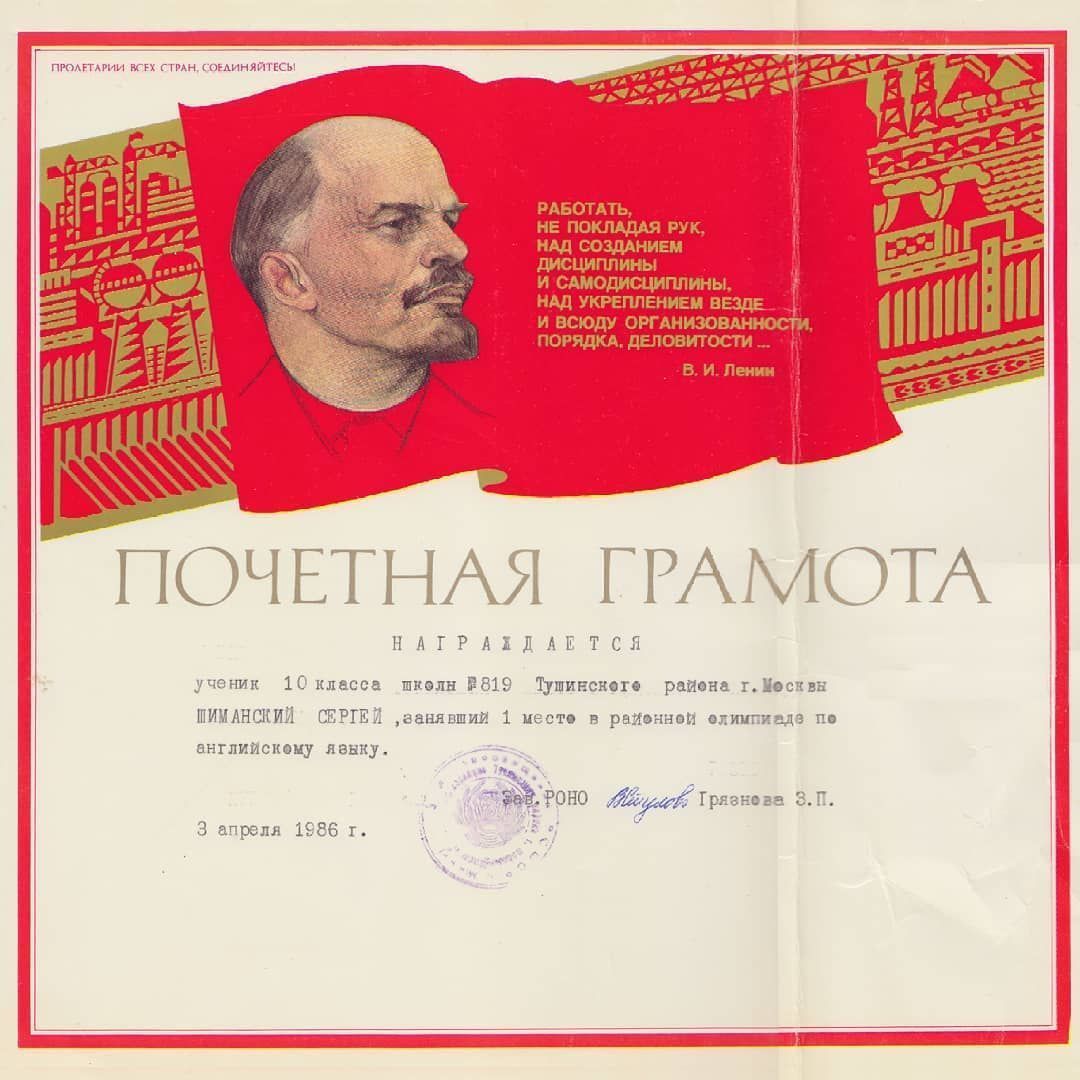 ПРОЛЕТАРИИ ВСЕХ СТРАН, СОЕДИНЯЙТЕСЬ!
РАБОТАТЬ,
НЕ ПОКЛАДАЯ РУК,
НАД СОЗДАНИЕМ
ДИСЦИПЛИНЫ
И САМОДИСЦИПЛИНЫ,
НАД УКРЕПЛЕНИЕМ ВЕЗДЕ
И ВСЮДУ ОРГАНИЗОВАННОСТИ,
ПОРЯДКА, ДЕЛОВИТОСТИ ...
В. И. Ленин
ПОЧЕТНАЯ ГРАМОТА
НАГРАЖДАЕТСЯ
ученик 10 класса школы №819 Тушинского района г.Москвы
ШИМАНСКИЙ СЕРГЕЙ ,занявший 1 место в районной олимпиаде по
английскому языку.
Зав.РОНО Грязнова З.П.
3 апреля 1986 г.